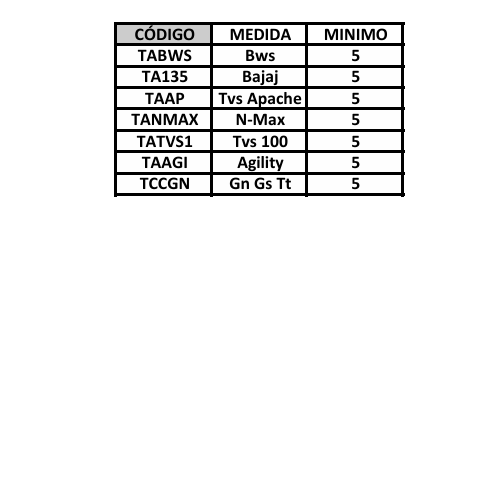 CÓDIGO MEDIDA MINIMO
TABWS Bws 5
TA135 Bajaj 5
TAAP Tvs Apache 5
TANMAX N-Max 5
TATVS1 Tvs 100 5
TAAGI Agility 5
TCCGN Gn Gs Tt 5